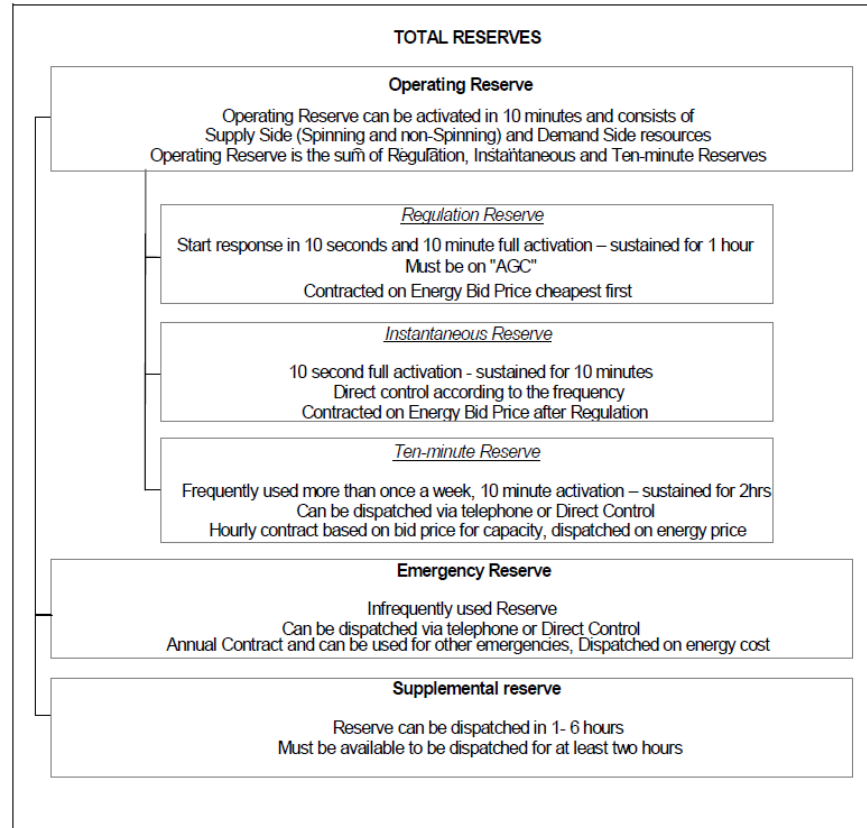 TOTAL RESERVES
Operating Reserve
Operating Reserve can be activated in 10 minutes and consists of
Supply Side (Spinning and non-Spinning) and Demand Side resources
Operating Reserve is the sum of Regulation, Instantaneous and Ten-minute Reserves
Regulation Reserve
Start response in 10 seconds and 10 minute full activation – sustained for 1 hour
Must be on "AGC"
Contracted on Energy Bid Price cheapest first
Instantaneous Reserve
10 second full activation - sustained for 10 minutes
Direct control according to the frequency
Contracted on Energy Bid Price after Regulation
Ten-minute Reserve
Frequently used more than once a week, 10 minute activation – sustained for 2hrs
Can be dispatched via telephone or Direct Control
Hourly contract based on bid price for capacity, dispatched on energy price
Emergency Reserve
Infrequently used Reserve
Can be dispatched via telephone or Direct Control
Annual Contract and can be used for other emergencies, Dispatched on energy cost
Supplemental reserve
Reserve can be dispatched in 1- 6 hours
Must be available to be dispatched for at least two hours